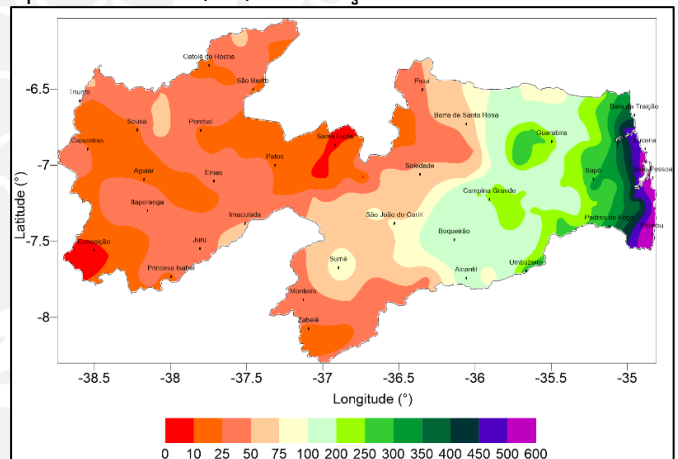 -6.5
-7
-7.5
-8
Latitude (°)
Catolé do Rocha
São Bento
Picuí
Triunfo
Baía da Traição
Barra de Santa Rosa
Sousa
Pombal
Guarabira
Cajazeiras
Santa Luzia
Lucena
Patos
Soledade
João Pessoa
Aguiar
Emas
Sapé
Campina Grande
Itaporanga
Imaculada
São João do Cariri
Pedras de Fogo
Boqueirão
Conceição
Juru
Sumé
Princesa Isabel
Alcantil
Umbuzeiro
Monteiro
Zabelê
-38.5 -38 -37.5 -37 -36.5 -36 -35.5 -35
Longitude (°)
0 10 25 50 75 100 200 250 300 350 400 450 500 600